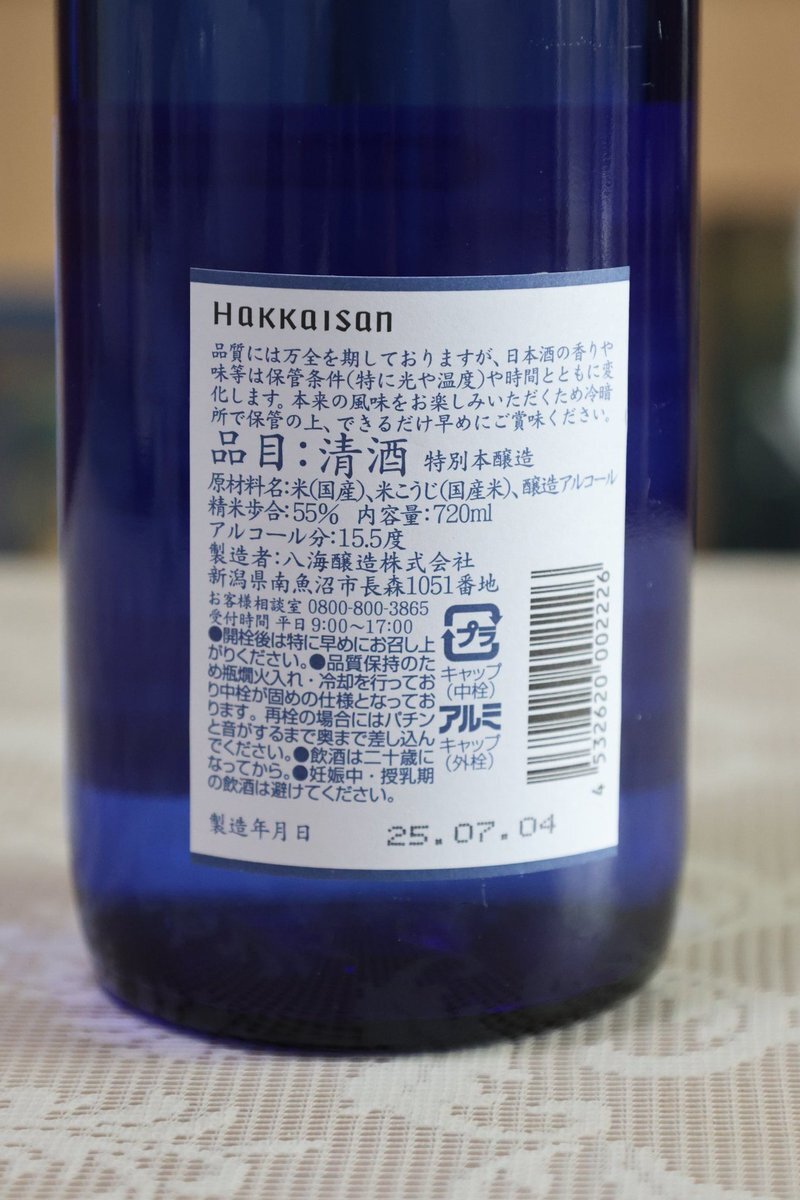 Hakkaisan
品質には万全を期しておりますが、日本酒の香りや
味等は保管条件(特に光や温度)や時間とともに変
化します。本来の風味をお楽しみいただくため冷暗
所で保管の上、できるだけ早めにご賞味ください。
品目:清酒 特別本醸造
原材料名:米(国産)、米こうじ(国産米)、醸造アルコール
精米歩合:55% 内容量:720ml
アルコール分:15.5度
製造者:八海醸造株式会社
新潟県南魚沼市長森1051番地
お客様相談室 0800-800-3865
受付時間 平日 9:00〜17:00
●開栓後は特に早めにお召し上
がりください。●品質保持のた
め瓶燗火入れ・冷却を行ってお
り中栓が固めの仕様となってお
ります。再栓の場合にはパチン
と音がするまで奥まで差し込ん
でください。●飲酒は二十歳に
なってから。●妊娠中・授乳期
の飲酒は避けてください。
プラ
キャップ
(中栓)
アルミ
キャップ
(外栓)
4 532620 002226
製造年月日 25.07.04